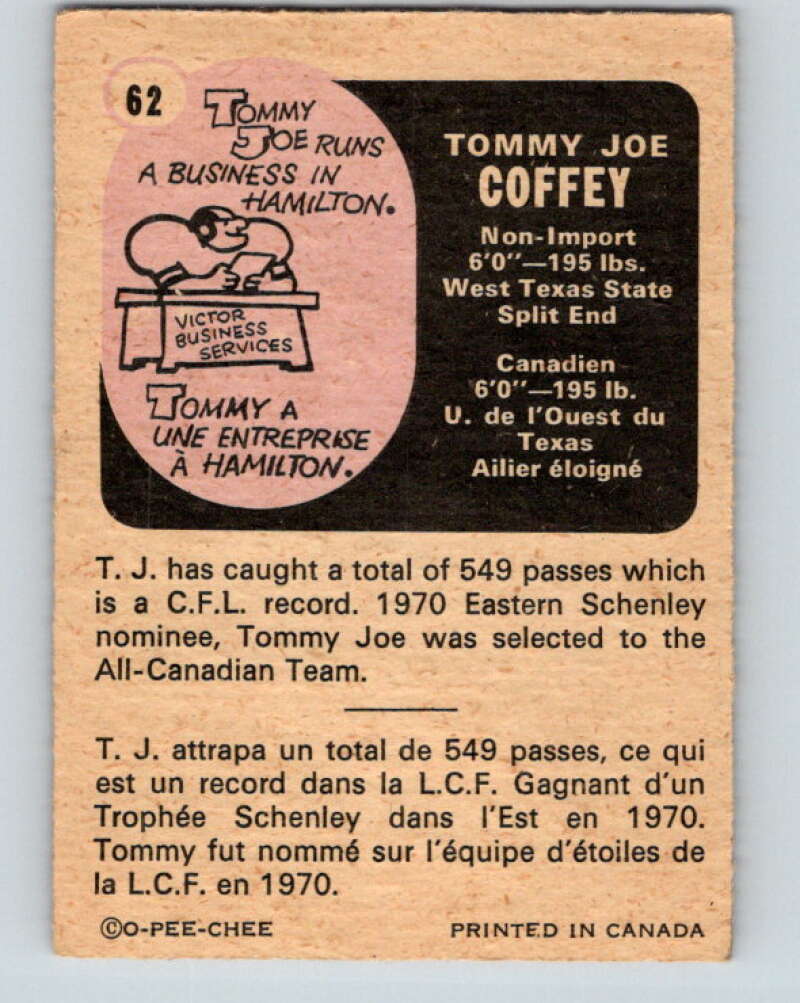 62
TOMMY
JOE RUNS
A BUSINESS IN
HAMILTON.
VICTOR
BUSINESS
SERVICES
TOMMY A
UNE ENTREPRISE
À HAMILTON.
TOMMY JOE
COFFEY
Non-Import
6'0"—195 lbs.
West Texas State
Split End
Canadien
6'0"—195 lb.
U. de l'Ouest du
Texas
Ailier éloigné
T. J. has caught a total of 549 passes which
is a C.F.L. record. 1970 Eastern Schenley
nominee, Tommy Joe was selected to the
All-Canadian Team.
T. J. attrapa un total de 549 passes, ce qui
est un record dans la L.C.F. Gagnant d'un
Trophée Schenley dans l'Est en 1970.
Tommy fut nommé sur l'équipe d'étoiles de
la L.C.F. en 1970.
©O-PEE-CHEE PRINTED IN CANADA